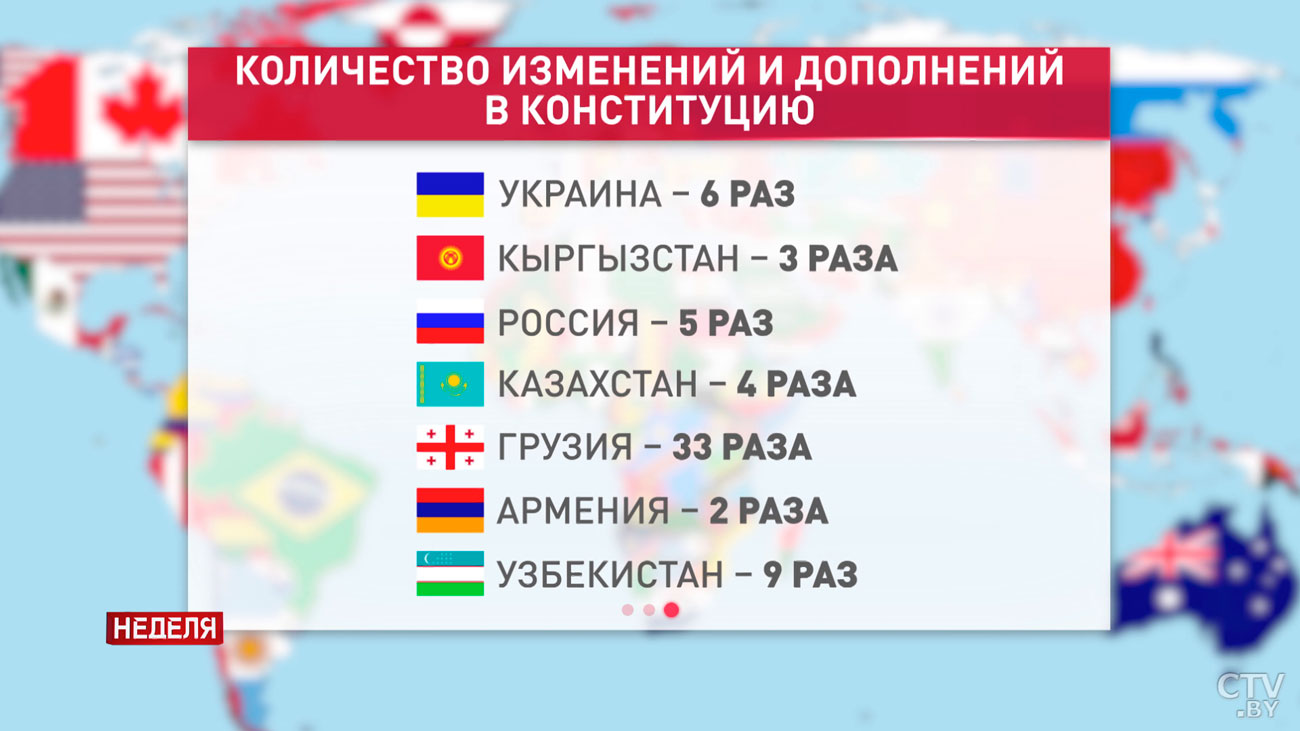 КОЛИЧЕСТВО ИЗМЕНЕНИЙ И ДОПОЛНЕНИЙ
В КОНСТИТУЦИЮ
УКРАИНА – 6 РАЗ
КЫРГЫЗСТАН – 3 РАЗА
РОССИЯ – 5 РАЗ
КАЗАХСТАН – 4 РАЗА
ГРУЗИЯ – 33 РАЗА
АРМЕНИЯ – 2 РАЗА
УЗБЕКИСТАН – 9 РАЗ
НЕДЕЛЯ
CTV
.BY